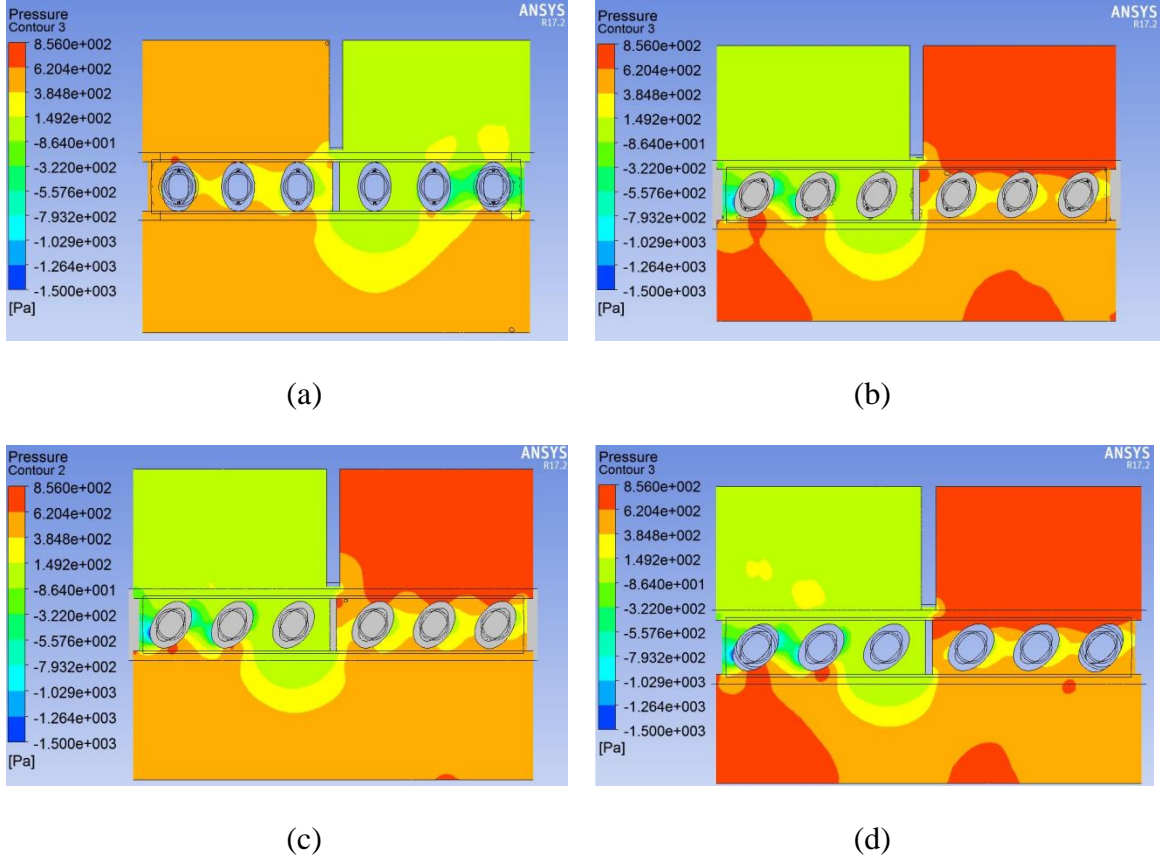 Pressure
Contour 3
8.560e+002
6.204e+002
3.848e+002
1.492e+002
-8.640e+001
-3.220e+002
-5.576e+002
-7.932e+002
-1.029e+003
-1.264e+003
-1.500e+003
[Pa]
ANSYS
R17.2
(a)
Pressure
Contour 3
8.560e+002
6.204e+002
3.848e+002
1.492e+002
-8.640e+001
-3.220e+002
-5.576e+002
-7.932e+002
-1.029e+003
-1.264e+003
-1.500e+003
[Pa]
ANSYS
R17.2
(b)
Pressure
Contour 2
8.560e+002
6.204e+002
3.848e+002
1.492e+002
-8.640e+001
-3.220e+002
-5.576e+002
-7.932e+002
-1.029e+003
-1.264e+003
-1.500e+003
[Pa]
ANSYS
R17.2
(c)
Pressure
Contour 3
8.560e+002
6.204e+002
3.848e+002
1.492e+002
-8.640e+001
-3.220e+002
-5.576e+002
-7.932e+002
-1.029e+003
-1.264e+003
-1.500e+003
[Pa]
ANSYS
R17.2
(d)